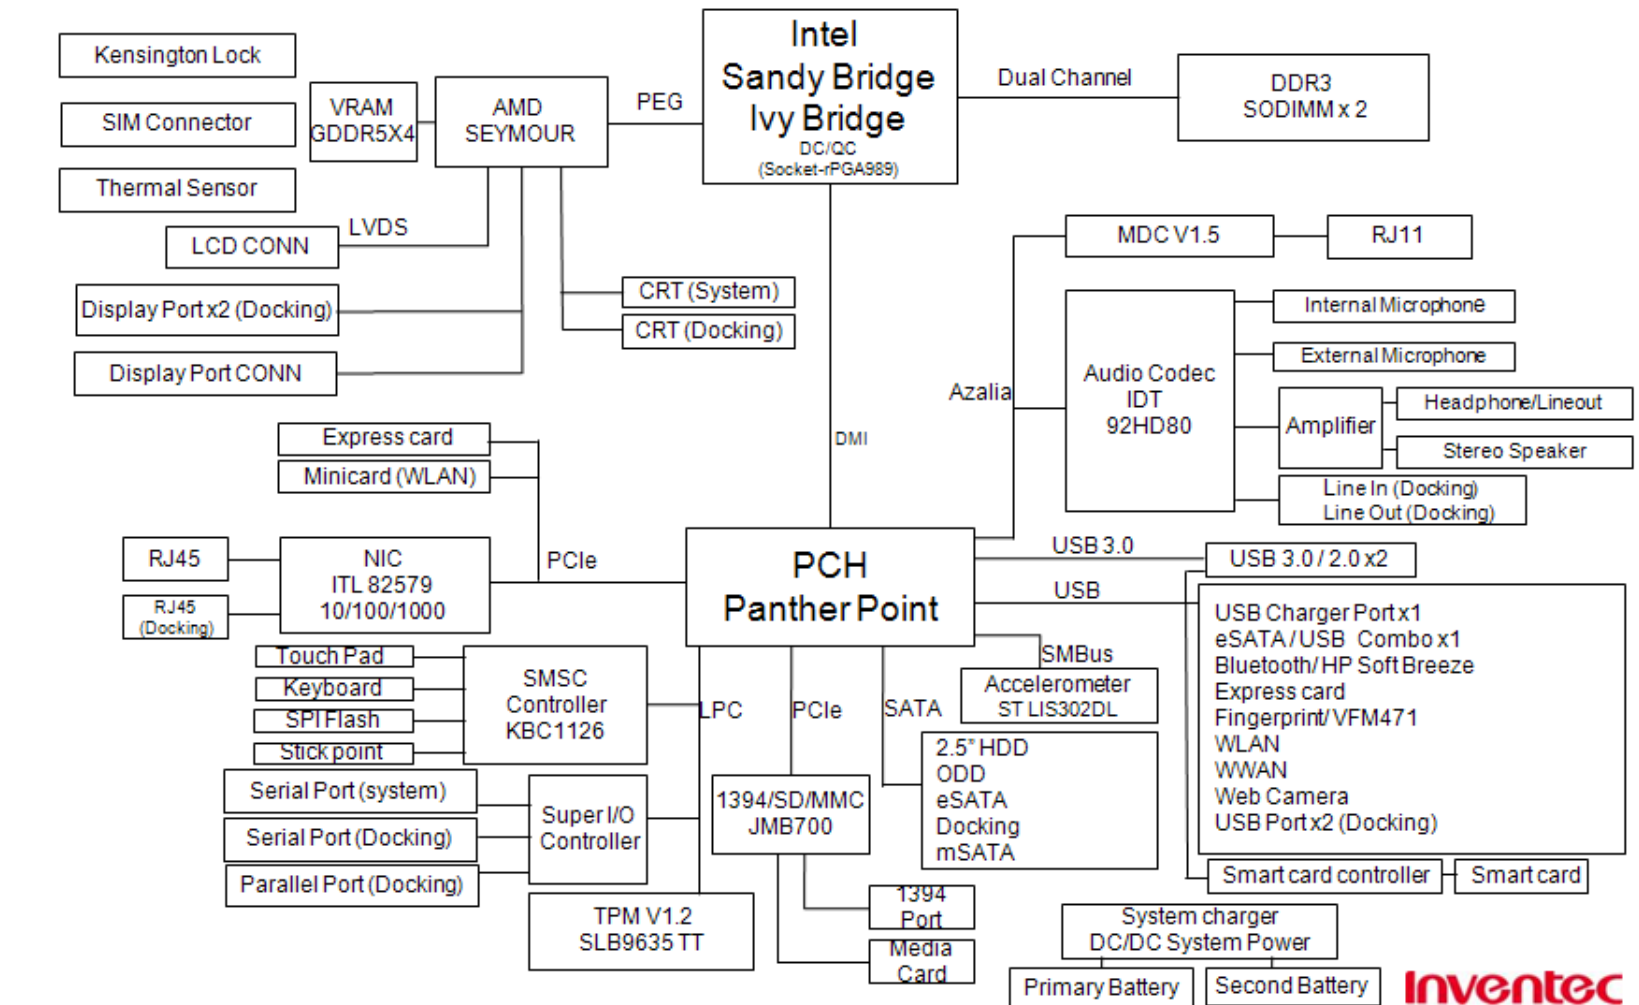 Kensington Lock
SIM Connector
Thermal Sensor
VRAM
GDDR5X4
AMD
SEYMOUR
PEG
Intel
Sandy Bridge
Ivy Bridge
DC/QC
(Socket-rPGA989)
Dual Channel
DDR3
SODIMM x 2
LVDS
LCD CONN
Display Port x2 (Docking)
Display Port CONN
CRT (System)
CRT (Docking)
MDC V1.5
RJ11
Azalia
Audio Codec
IDT
92HD80
Internal Microphone
External Microphone
Amplifier
Headphone/Lineout
Stereo Speaker
Line In (Docking)
Line Out (Docking)
DMI
Express card
Minicard (WLAN)
RJ45
RJ45
(Docking)
NIC
ITL 82579
10/100/1000
PCIe
PCH
Panther Point
USB 3.0
USB 3.0 / 2.0 x2
USB
USB Charger Port x1
eSATA / USB Combo x1
Bluetooth/ HP Soft Breeze
Express card
Fingerprint/ VFM471
WLAN
WWAN
Web Camera
USB Port x2 (Docking)
Smart card controller
Smart card
SMBus
Accelerometer
ST LIS302DL
Touch Pad
Keyboard
SPI Flash
Stick point
SMSC
Controller
KBC1126
LPC
PCIe
SATA
2.5" HDD
ODD
eSATA
Docking
mSATA
Serial Port (system)
Serial Port (Docking)
Parallel Port (Docking)
Super I/O
Controller
1394/SD/MMC
JMB700
TPM V1.2
SLB9635 TT
1394
Port
Media
Card
System charger
DC/DC System Power
Primary Battery
Second Battery
Inventec